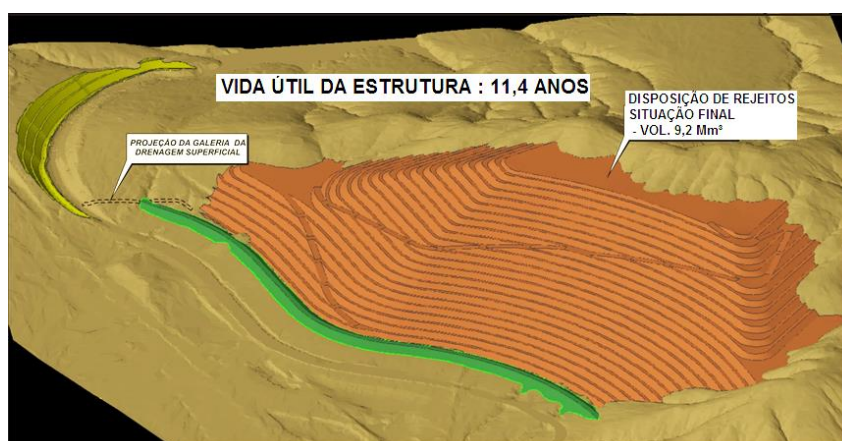 VIDA ÚTIL DA ESTRUTURA : 11,4 ANOS
DISPOSIÇÃO DE REJEITOS
SITUAÇÃO FINAL
- VOL. 9,2 Mm³
PROJEÇÃO DA GALERIA DA
DRENAGEM SUPERFICIAL